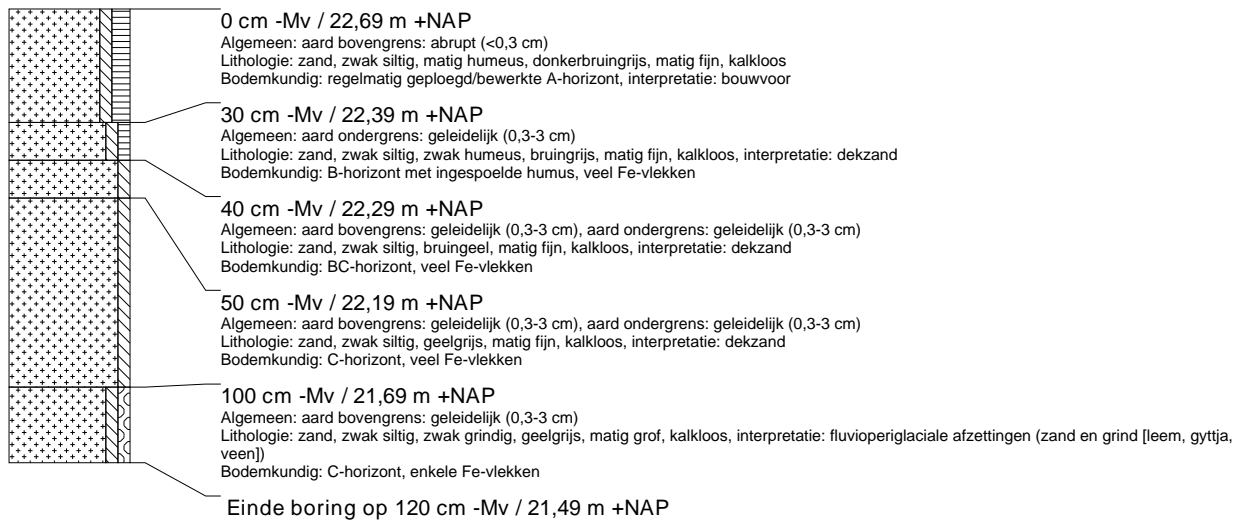 0 cm -Mv / 22,69 m +NAP
Algemeen: aard bovengrens: abrupt (<0,3 cm)
Lithologie: zand, zwak siltig, matig humeus, donkerbruingrijs, matig fijn, kalkloos
Bodemkundig: regelmatig geploegd/bewerkte A-horizont, interpretatie: bouwvoor
30 cm -Mv / 22,39 m +NAP
Algemeen: aard ondergrens: geleidelijk (0,3-3 cm)
Lithologie: zand, zwak siltig, zwak humeus, bruingrijs, matig fijn, kalkloos, interpretatie: dekzand
Bodemkundig: B-horizont met ingespoelde humus, veel Fe-vlekken
40 cm -Mv / 22,29 m +NAP
Algemeen: aard bovengrens: geleidelijk (0,3-3 cm), aard ondergrens: geleidelijk (0,3-3 cm)
Lithologie: zand, zwak siltig, bruingeel, matig fijn, kalkloos, interpretatie: dekzand
Bodemkundig: BC-horizont, veel Fe-vlekken
50 cm -Mv / 22,19 m +NAP
Algemeen: aard bovengrens: geleidelijk (0,3-3 cm), aard ondergrens: geleidelijk (0,3-3 cm)
Lithologie: zand, zwak siltig, geelgrijs, matig fijn, kalkloos, interpretatie: dekzand
Bodemkundig: C-horizont, veel Fe-vlekken
100 cm -Mv / 21,69 m +NAP
Algemeen: aard bovengrens: geleidelijk (0,3-3 cm)
Lithologie: zand, zwak siltig, zwak grindig, geelgrijs, matig grof, kalkloos, interpretatie: fluvioperiglaciale afzettingen (zand en grind [leem, gyttja,
veen])
Bodemkundig: C-horizont, enkele Fe-vlekken
Einde boring op 120 cm -Mv / 21,49 m +NAP